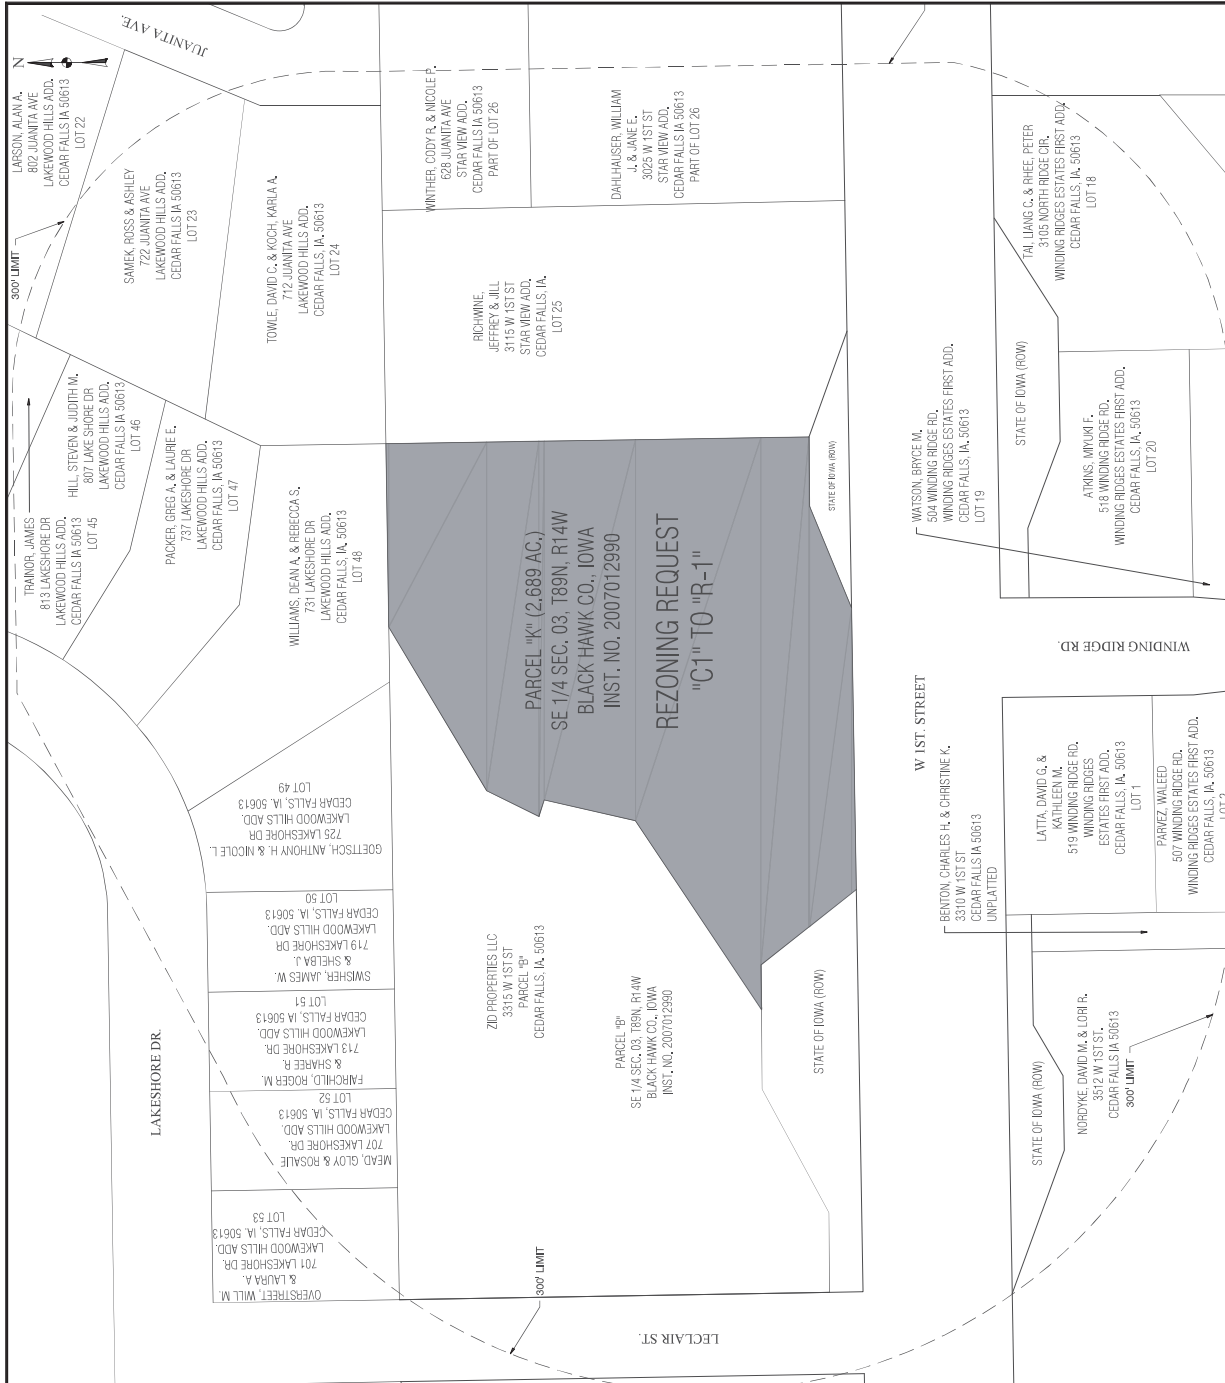 JUANITA AVE.
N
LARSON, ALAN A.
802 JUANITA AVE
LAKEWOOD HILLS ADD.
CEDAR FALLS IA 50613
LOT 22
300' LIMIT
SAMEK, ROSS & ASHLEY
722 JUANITA AVE
LAKEWOOD HILLS ADD.
CEDAR FALLS IA 50613
LOT 23
TOWLE, DAVID C. & KOCH, KARLA A.
712 JUANITA AVE
LAKEWOOD HILLS ADD.
CEDAR FALLS, IA. 50613
LOT 24
WINTHER, CODY R. & NICOLE P.
628 JUANITA AVE
STAR VIEW ADD.
CEDAR FALLS IA 50613
PART OF LOT 26
DAHLHAUSER, WILLIAM
J. & JANE E.
3025 W 1ST ST
STAR VIEW ADD.
CEDAR FALLS IA 50613
PART OF LOT 26
TAI, LIANG C. & RHEE, PETER
3105 NORTH RIDGE CIR.
WINDING RIDGES ESTATES FIRST ADD.
CEDAR FALLS, IA. 50613
LOT 18
RICHWINE,
JEFFREY & JILL
3115 W 1ST ST
STAR VIEW ADD.
CEDAR FALLS, IA.
LOT 25
TRAINOR, JAMES
813 LAKESHORE DR
LAKEWOOD HILLS ADD.
CEDAR FALLS IA 50613
LOT 45
HILL, STEVEN & JUDITH M.
807 LAKE SHORE DR
LAKEWOOD HILLS ADD.
CEDAR FALLS IA 50613
LOT 46
PACKER, GREG A. & LAURIE E.
737 LAKESHORE DR
LAKEWOOD HILLS ADD.
CEDAR FALLS, IA 50613
LOT 47
WILLIAMS, DEAN A. & REBECCA S.
731 LAKESHORE DR
LAKEWOOD HILLS ADD.
CEDAR FALLS, IA. 50613
LOT 48
PARCEL "K" (2.689 AC.)
SE 1/4 SEC. 03, T89N, R14W
BLACK HAWK CO., IOWA
INST. NO. 2007012990
REZONING REQUEST
"C1" TO "R-1"
STATE OF IOWA (ROW)
WATSON, BRYCE M.
504 WINDING RIDGE RD.
WINDING RIDGES ESTATES FIRST ADD.
CEDAR FALLS, IA. 50613
LOT 19
STATE OF IOWA (ROW)
ATKINS, MIYUKI F.
518 WINDING RIDGE RD.
WINDING RIDGES ESTATES FIRST ADD.
CEDAR FALLS, IA. 50613
LOT 20
WINDING RIDGE RD.
W 1ST. STREET
GOETTSCH, ANTHONY H. & NICOLE L
725 LAKESHORE DR
LAKEWOOD HILLS ADD.
CEDAR FALLS, IA. 50613
LOT 49
SWISHER, JAMES W.
& SHELBA J.
719 LAKESHORE DR
LAKEWOOD HILLS ADD.
CEDAR FALLS, IA. 50613
LOT 50
FAIRCHILD, ROGER M.
& SHAREE R.
713 LAKESHORE DR.
LAKEWOOD HILLS ADD.
CEDAR FALLS, IA 50613
LOT 51
MEAD, GLOY & ROSALIE
707 LAKESHORE DR.
LAKEWOOD HILLS ADD.
CEDAR FALLS, IA. 50613
LOT 52
OVERSTREET, WILL M.
& LAURA A.
701 LAKESHORE DR.
LAKEWOOD HILLS ADD.
CEDAR FALLS, IA. 50613
LOT 53
LAKESHORE DR.
ZID PROPERTIES LLC
3315 W 1ST ST
PARCEL "B"
CEDAR FALLS, IA. 50613
PARCEL "B"
SE 1/4 SEC. 03, T89N, R14W
BLACK HAWK CO., IOWA
INST. NO. 2007012990
STATE OF IOWA (ROW)
BENTON, CHARLES H. & CHRISTINE K.
3310 W 1ST ST
CEDAR FALLS IA 50613
UNPLATTED
LATTA, DAVID G. &
KATHLEEN M.
519 WINDING RIDGE RD.
WINDING RIDGES
ESTATES FIRST ADD.
CEDAR FALLS, IA. 50613
LOT 1
PARVEZ, WALEED
507 WINDING RIDGE RD.
WINDING RIDGES ESTATES FIRST ADD.
CEDAR FALLS, IA. 50613
LOT 2
STATE OF IOWA (ROW)
NORDYKE, DAVID M. & LORI R.
3512 W 1ST ST.
CEDAR FALLS IA 50613
300' LIMIT
300' LIMIT
LECLAIR ST.